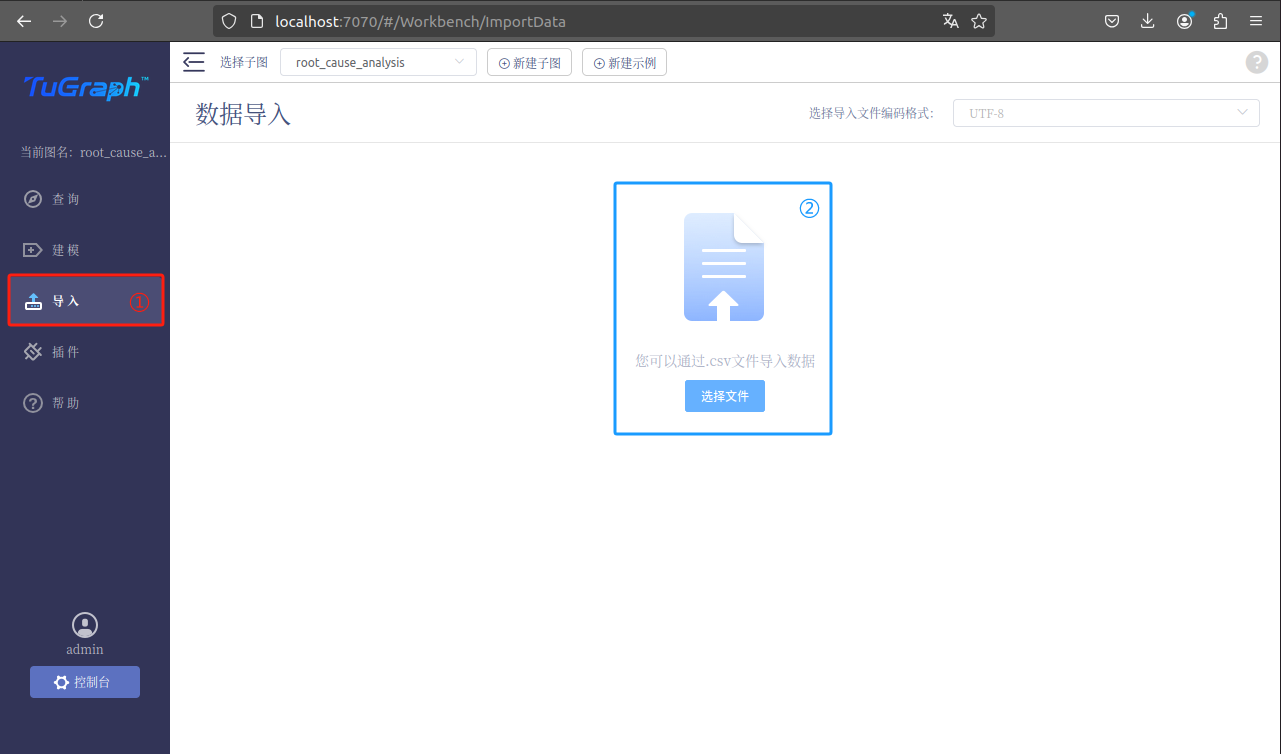 localhost:7070/#/Workbench/ImportData
TuGraph™
选择子图
root_cause_analysis
新建子图
新建示例
?
数据导入
选择导入文件编码格式：
UTF-8
当前图名：root_cause_a...
查询
建模
导入
①
插件
帮助
②
您可以通过.csv文件导入数据
选择文件
admin
控制台